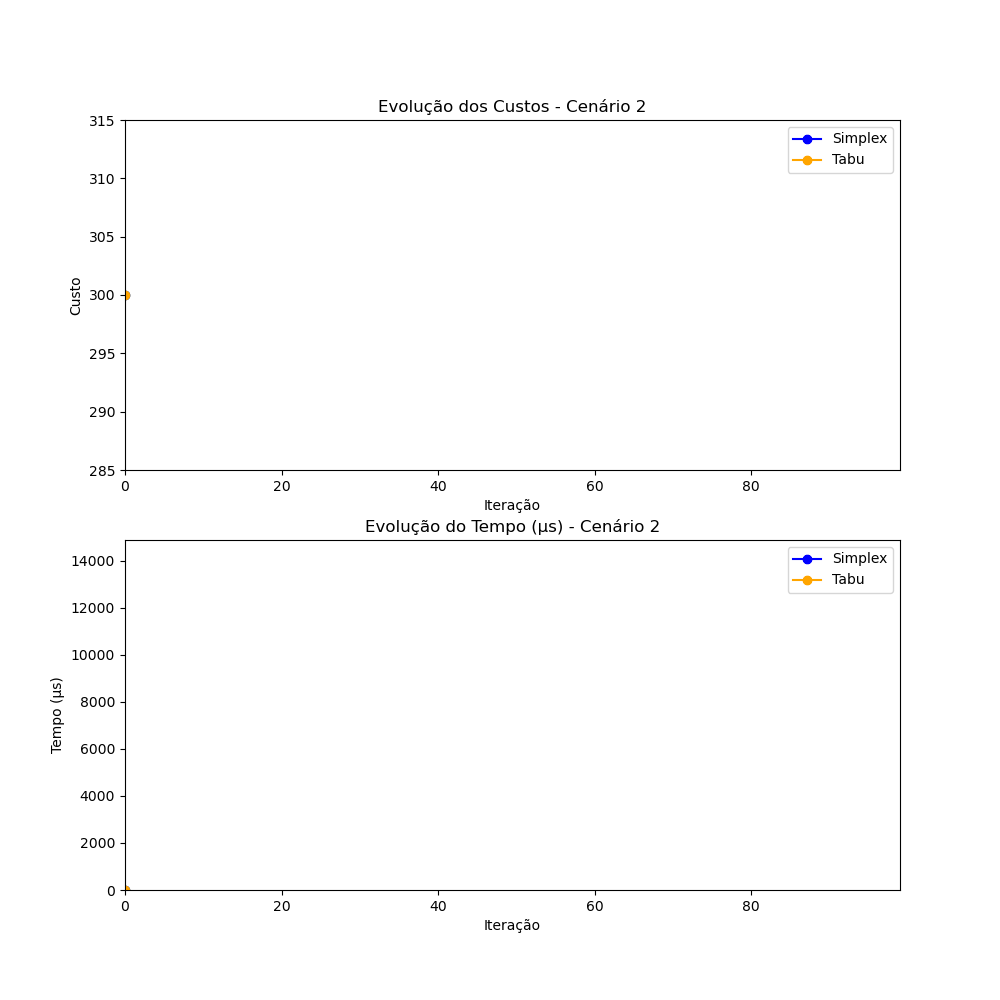 Evolução dos Custos - Cenário 2
315
310
305
300
295
290
285
Custo
Simplex
Tabu
0 20 40 60 80
Iteração
Evolução do Tempo (μs) - Cenário 2
14000
12000
10000
8000
6000
4000
2000
0
Tempo (μs)
Simplex
Tabu
0 20 40 60 80
Iteração